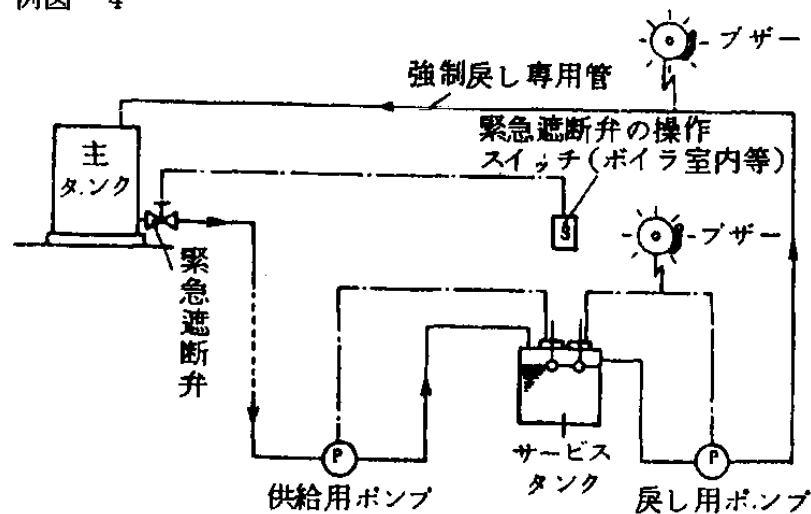 例図 4
ブザー
強制戻し専用管
緊急遮断弁の操作
スイッチ(ボイラ室内等)
主
タンク
S
ブザー
緊急遮断弁
P
P
サービス
タンク
供給用ポンプ
戻し用ポンプ